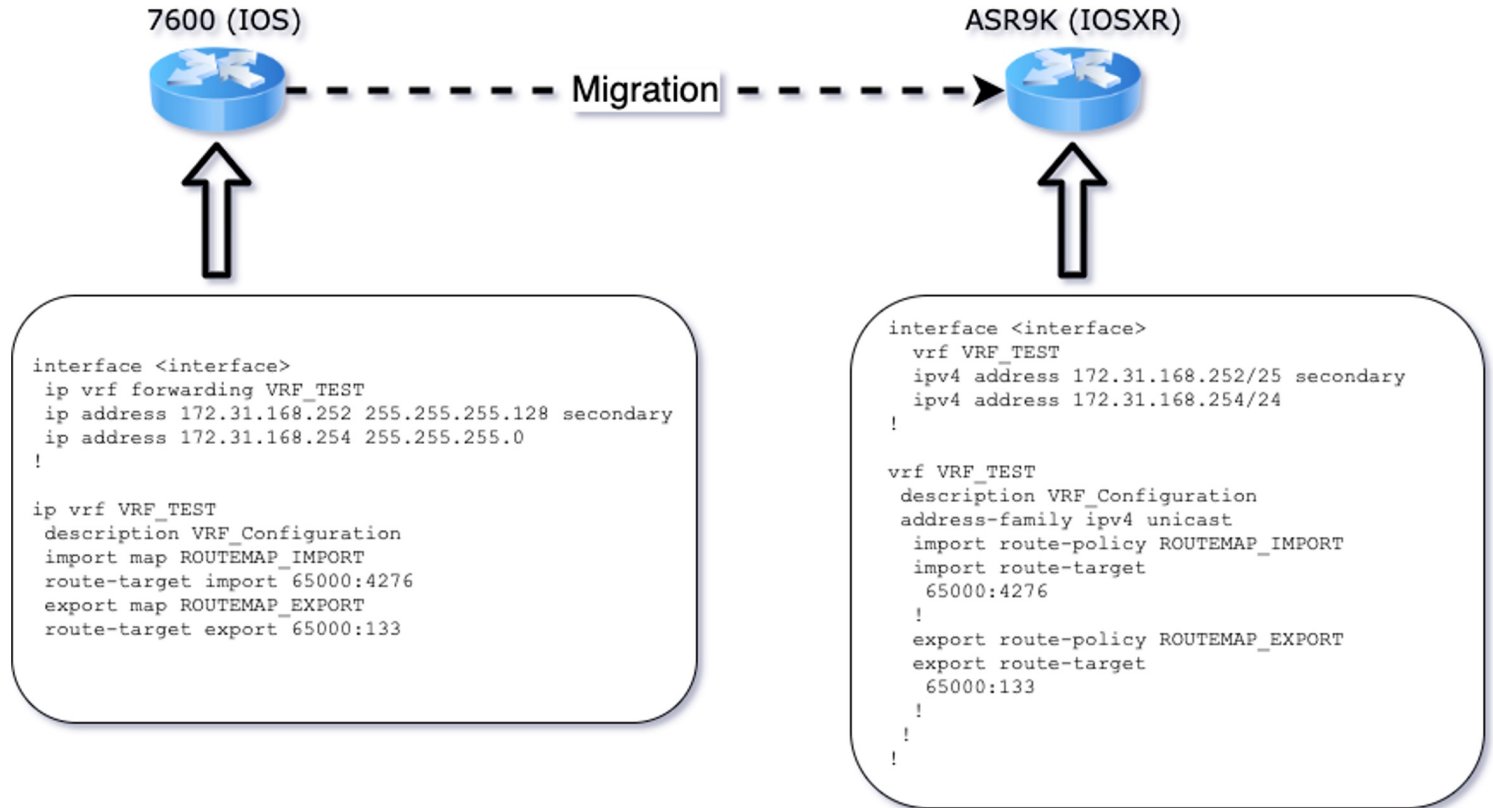 7600 (IOS)
ASR9K (IOSXR)
Migration
interface <interface>
 ip vrf forwarding VRF_TEST
 ip address 172.31.168.252 255.255.255.128 secondary
 ip address 172.31.168.254 255.255.255.0
!
ip vrf VRF_TEST
 description VRF_Configuration
 import map ROUTEMAP_IMPORT
 route-target import 65000:4276
 export map ROUTEMAP_EXPORT
 route-target export 65000:133
interface <interface>
  vrf VRF_TEST
  ipv4 address 172.31.168.252/25 secondary
  ipv4 address 172.31.168.254/24
!
vrf VRF_TEST
 description VRF_Configuration
 address-family ipv4 unicast
  import route-policy ROUTEMAP_IMPORT
  import route-target
   65000:4276
  !
  export route-policy ROUTEMAP_EXPORT
  export route-target
   65000:133
  !
 !
!